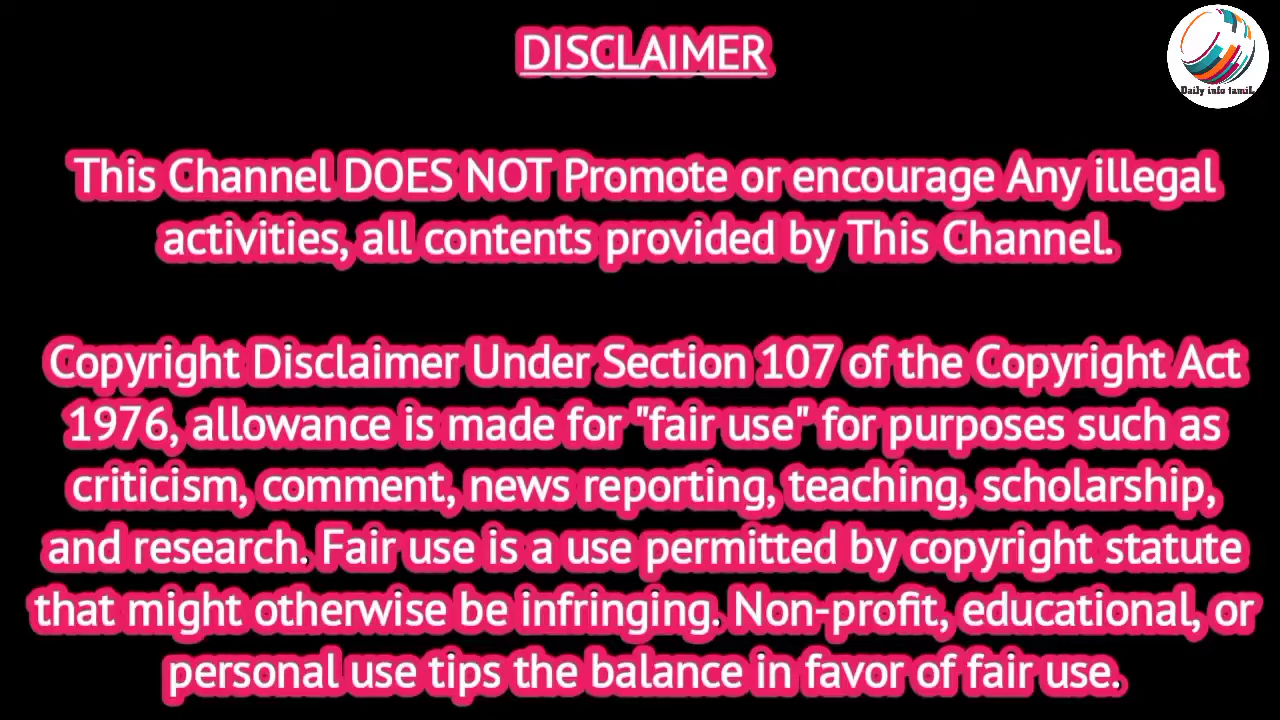 DISCLAIMER
Daily info tamil
This Channel DOES NOT Promote or encourage Any illegal
activities, all contents provided by This Channel.
Copyright Disclaimer Under Section 107 of the Copyright Act
1976, allowance is made for "fair use" for purposes such as
criticism, comment, news reporting, teaching, scholarship,
and research. Fair use is a use permitted by copyright statute
that might otherwise be infringing. Non-profit, educational, or
personal use tips the balance in favor of fair use.